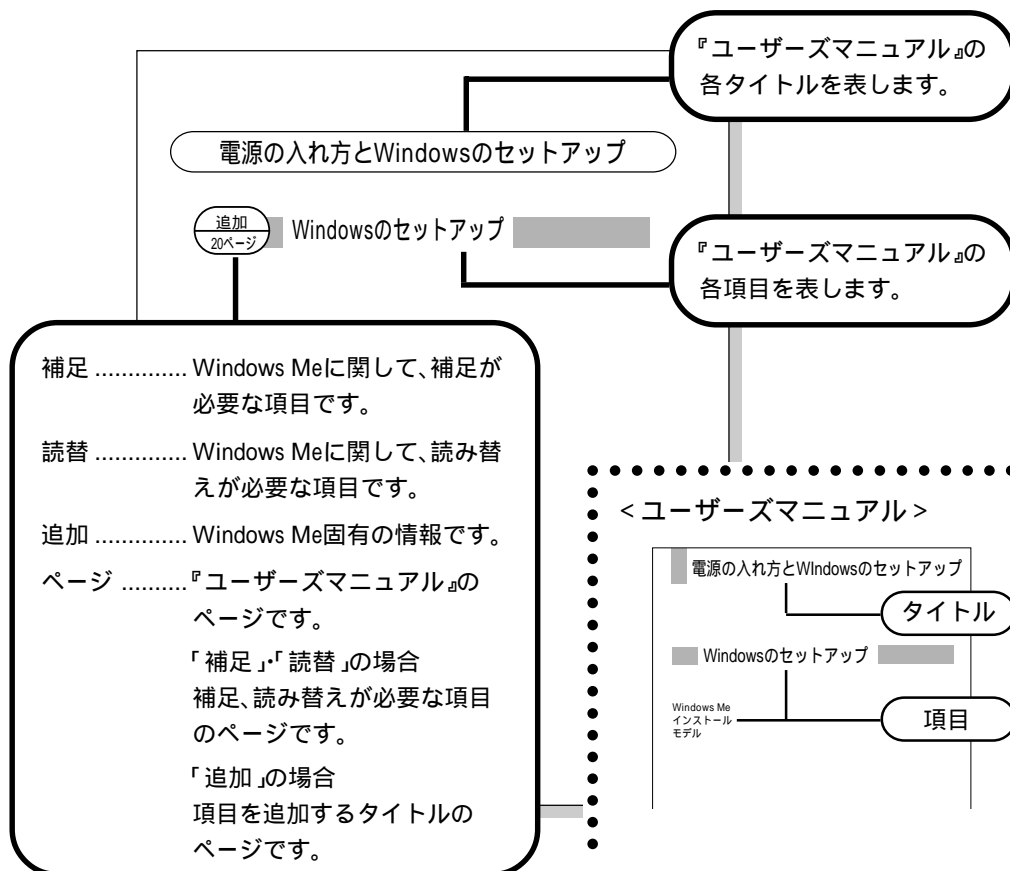 『ユーザーズマニュアル』の
各タイトルを表します。
電源の入れ方とWindowsのセットアップ
追加
20ページ
Windowsのセットアップ
『ユーザーズマニュアル』の
各項目を表します。
補足 .............. Windows Meに関して、補足が
必要な項目です。
読替 .............. Windows Meに関して、読み替
えが必要な項目です。
追加 .............. Windows Me固有の情報です。
ページ ..........『ユーザーズマニュアル』の
ページです。
「補足」・「読替」の場合
補足、読み替えが必要な項目
のページです。
「追加」の場合
項目を追加するタイトルの
ページです。
<ユーザーズマニュアル>
電源の入れ方とWIndowsのセットアップ
タイトル
Windowsのセットアップ
Windows Me
インストール
モデル
項目